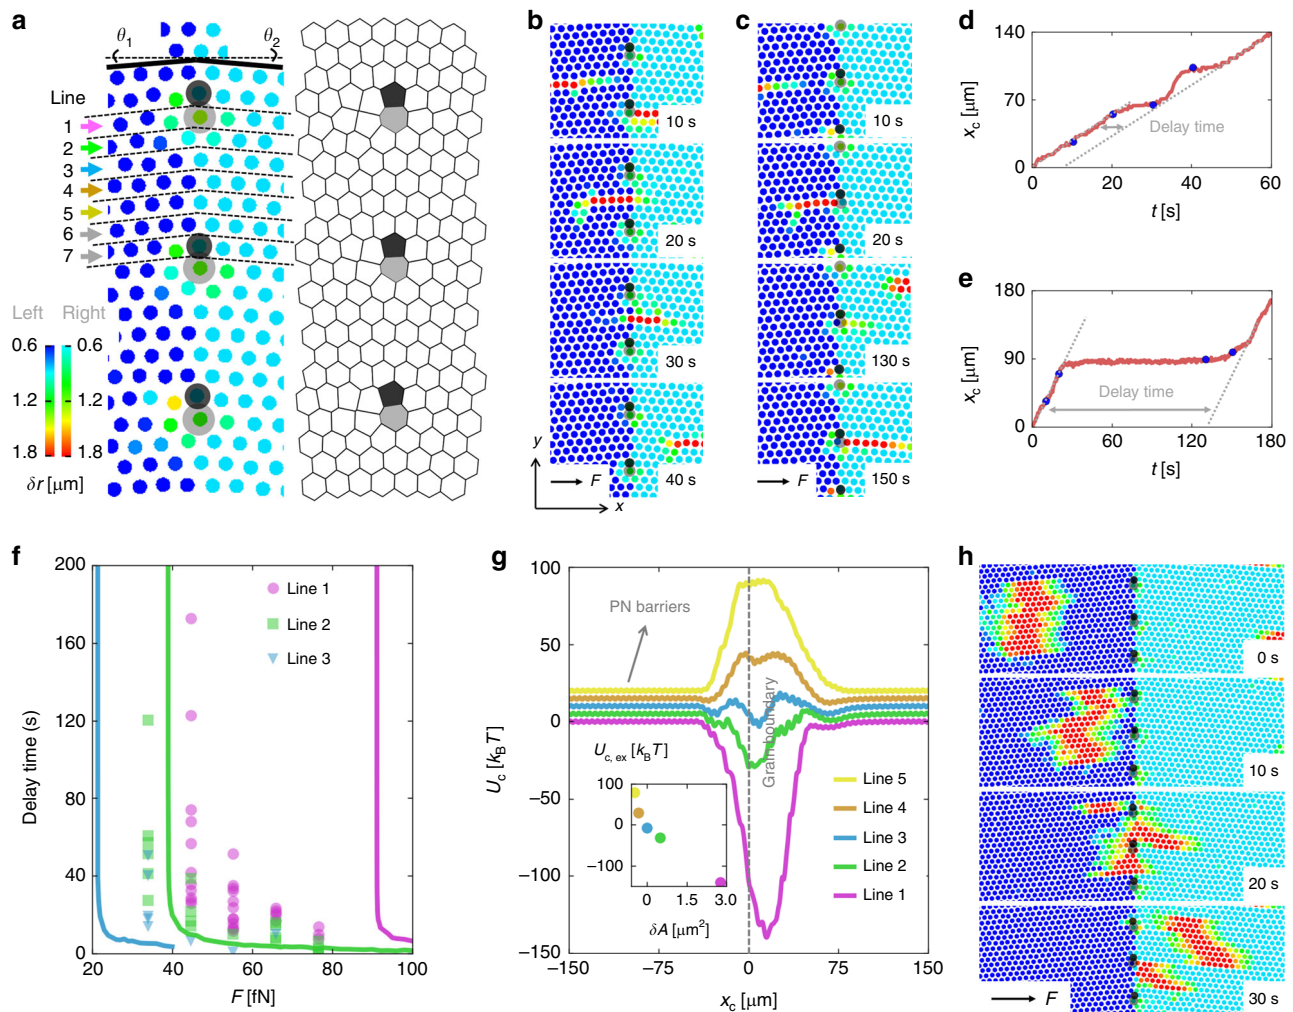 a
θ1
θ2
Line
1
2
3
4
5
6
7
Left Right
0.6 0.6
1.2 1.2
1.8 1.8
δr [μm]
b
10 s
20 s
30 s
40 s
F
y
x
c
10 s
20 s
130 s
150 s
F
d
140
70
0
xc [μm]
Delay time
0 20 40 60
t [s]
e
180
90
0
xc [μm]
Delay time
0 60 120 180
t [s]
f
200
160
120
80
40
0
Delay time (s)
Line 1
Line 2
Line 3
20 40 60 80 100
F [fN]
g
100
50
0
−50
−100
−150
Uc [kBT]
PN barriers
Grain boundary
Uc, ex [kBT]
100
0
−100
0 1.5 3.0
δA [μm²]
Line 5
Line 4
Line 3
Line 2
Line 1
−150 −75 0 75 150
xc [μm]
h
0 s
10 s
20 s
30 s
F